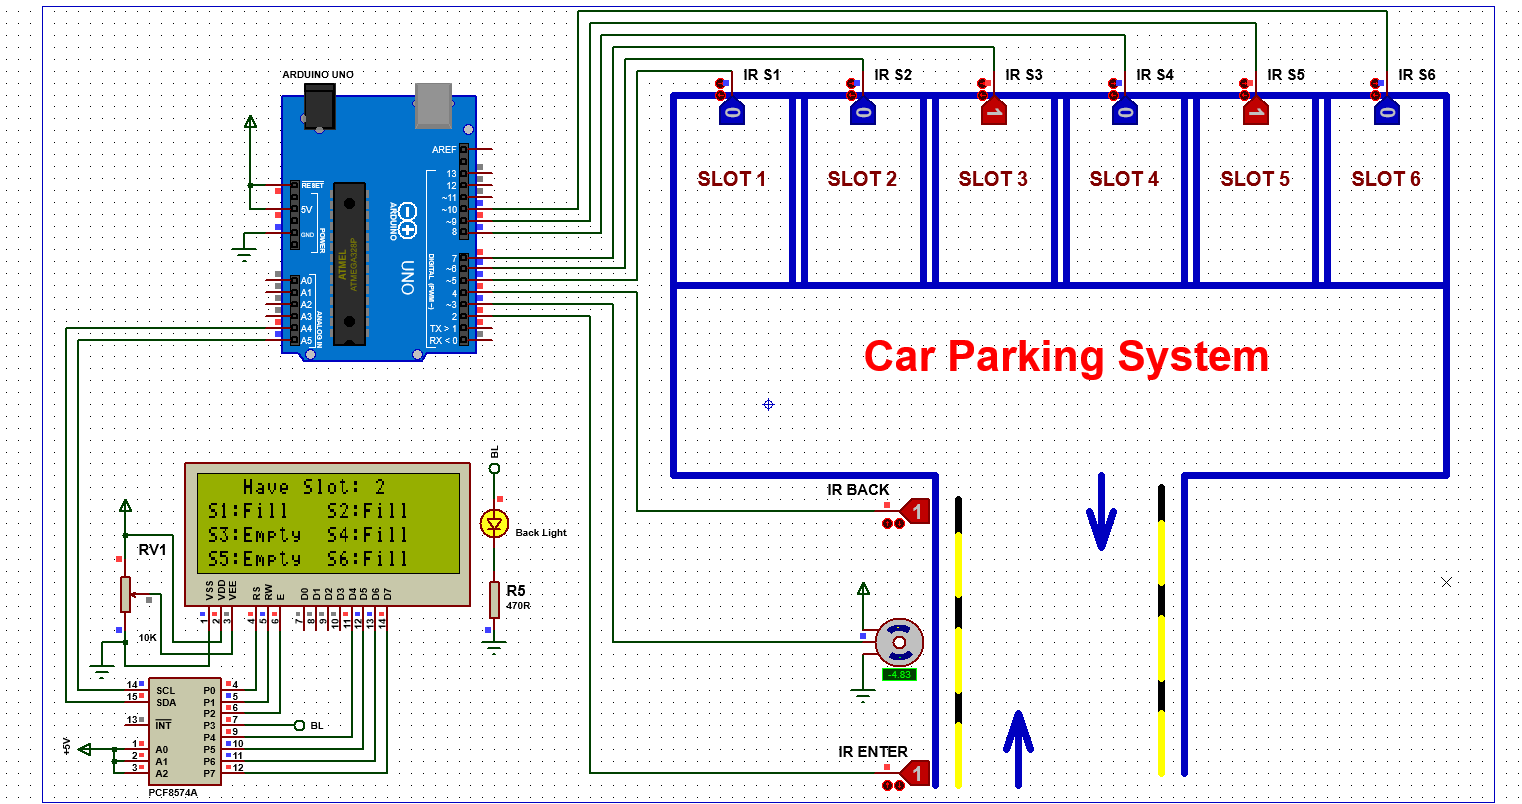 ARDUINO UNO
IR S1
IR S2
IR S3
IR S4
IR S5
IR S6
0
0
1
0
1
0
SLOT 1
SLOT 2
SLOT 3
SLOT 4
SLOT 5
SLOT 6
AREF
13
12
~11
~10
~9
8
7
~6
~5
4
~3
2
TX > 1
RX < 0
RESET
5V
GND
POWER
A0
A1
A2
A3
A4
A5
ANALOG IN
ATMEL
ATMEGA328P
ARDUINO
UNO
DIGITAL (PWM~)
Car Parking System
Have Slot: 2
S1:Fill S2:Fill
S3:Empty S4:Fill
S5:Empty S6:Fill
VSS
VDD
VEE
RS
RW
E
D0
D1
D2
D3
D4
D5
D6
D7
1
2
3
4
5
6
7
8
9
10
11
12
13
14
BL
Back Light
R5
470R
RV1
10K
IR BACK
1
-4.83
IR ENTER
1
14 SCL P0 4
15 SDA P1 5
P2 6
13 INT P3 7
BL
P4 9
1 A0 P5 10
2 A1 P6 11
3 A2 P7 12
+5V
PCF8574A